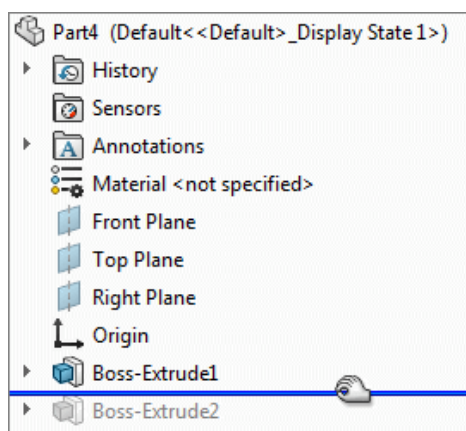 Part4 (Default<<Default>_Display State 1>)
History
Sensors
A Annotations
Material <not specified>
Front Plane
Top Plane
Right Plane
Origin
Boss-Extrude1
Boss-Extrude2